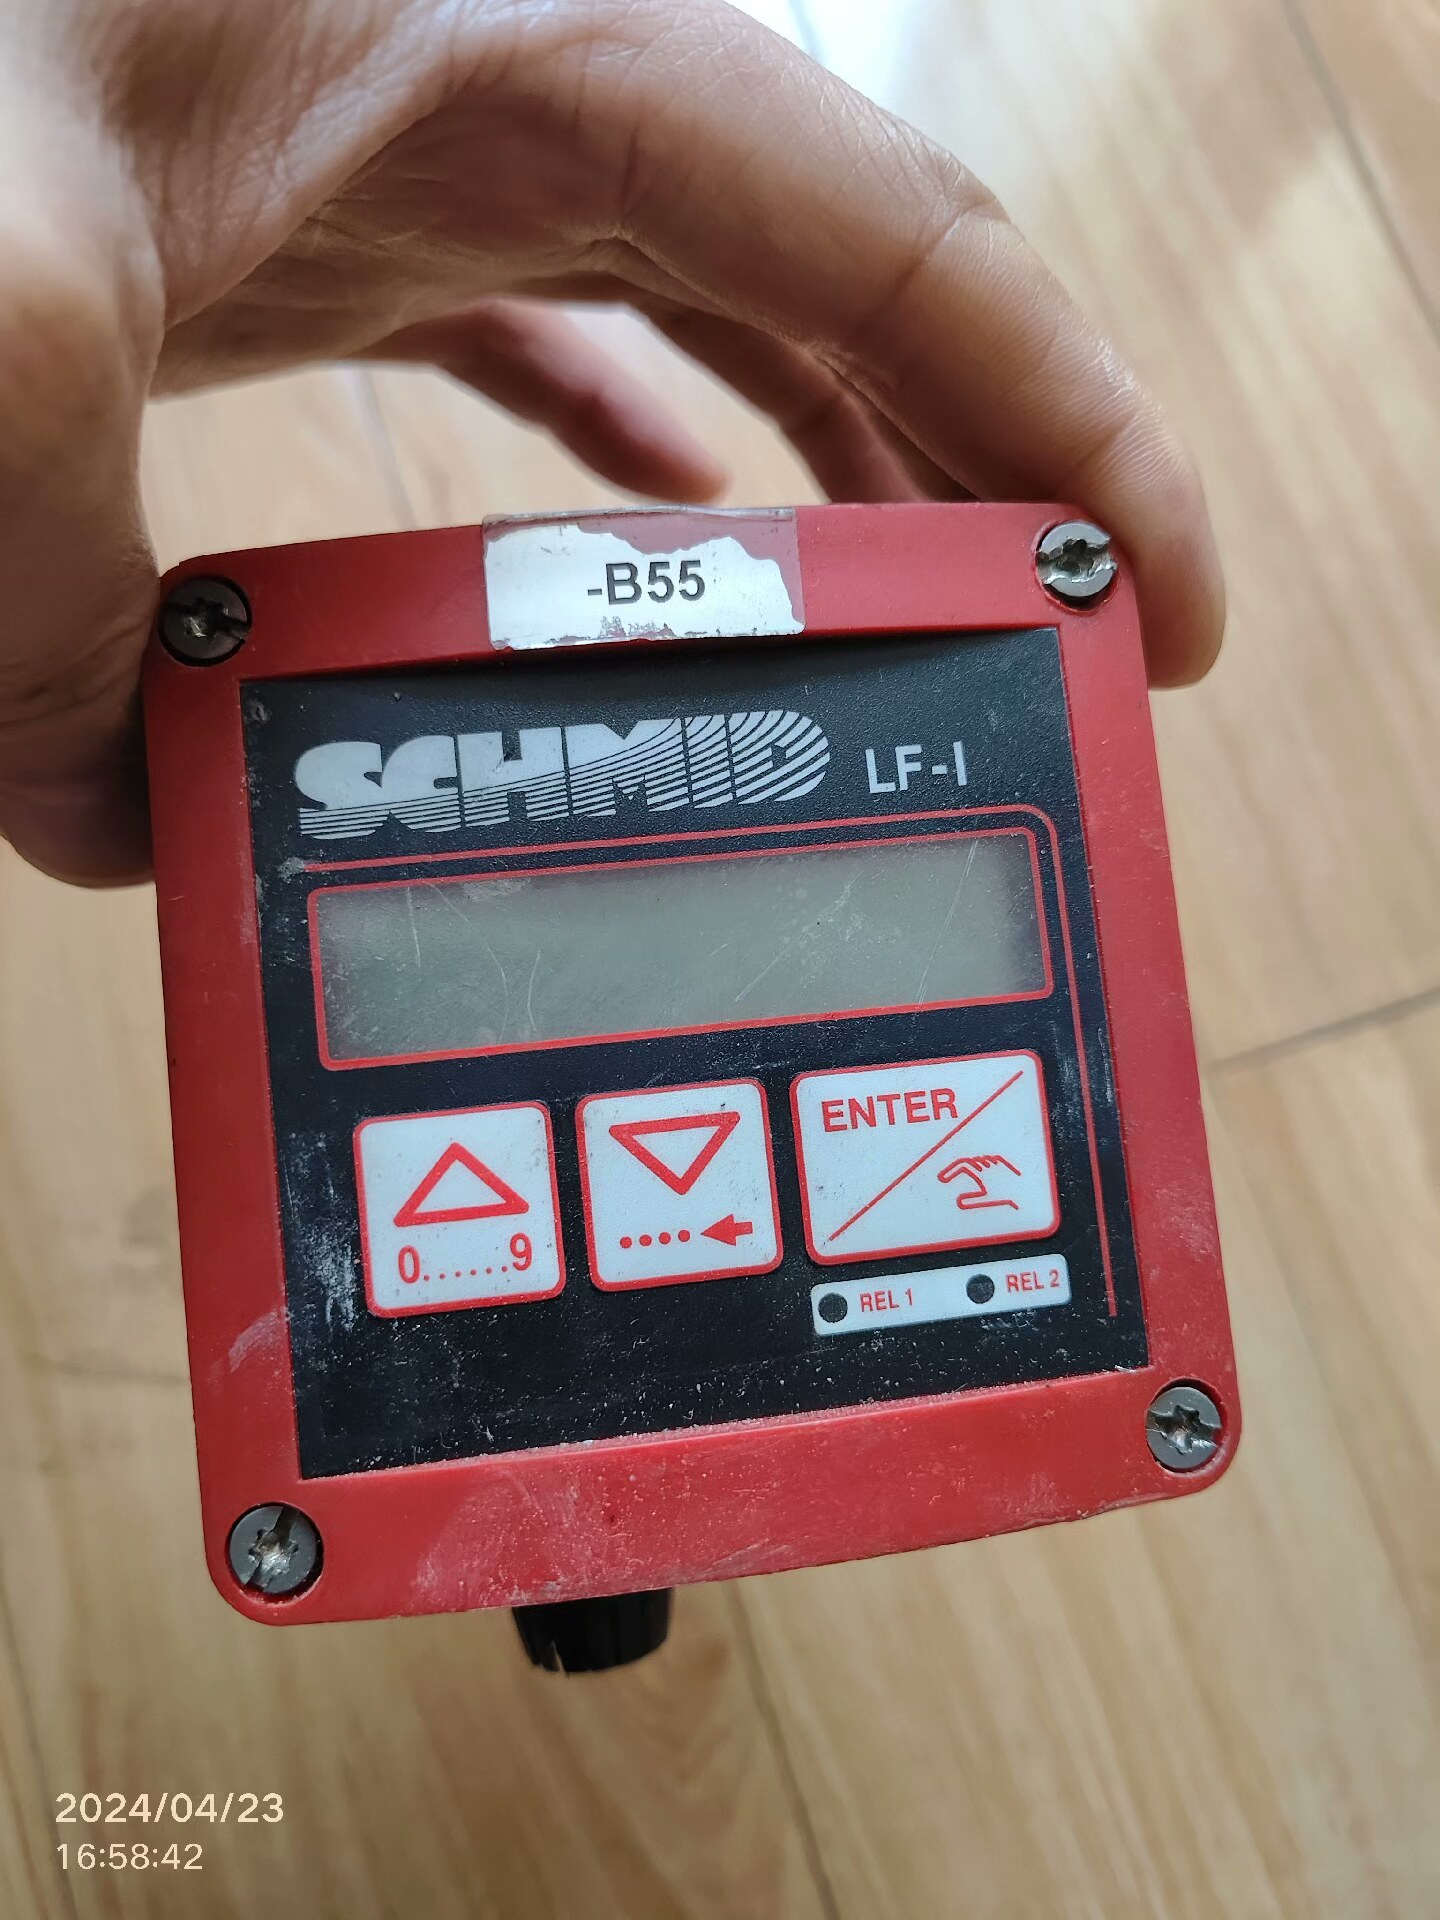 -B55
SCHMID LF-I
ENTER
0......9
REL 1 REL 2
2024/04/23
16:58:42